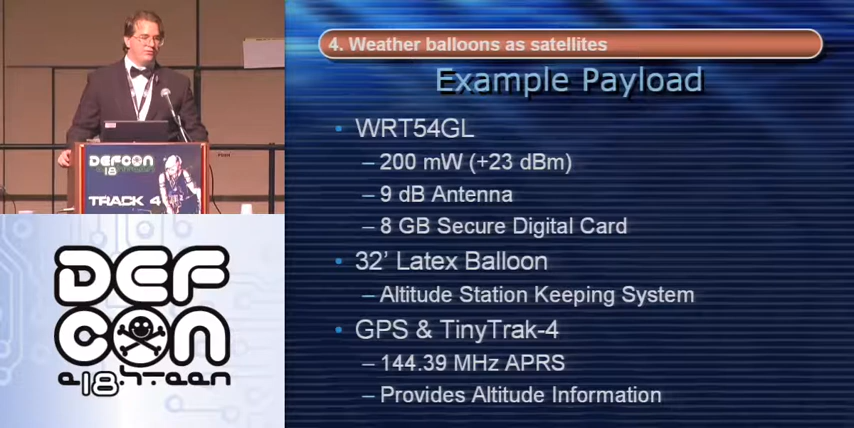 DEFCON
18
TRACK 4
DEF
CON
e18hteen
4. Weather balloons as satellites
Example Payload
• WRT54GL
– 200 mW (+23 dBm)
– 9 dB Antenna
– 8 GB Secure Digital Card
• 32’ Latex Balloon
– Altitude Station Keeping System
• GPS & TinyTrak-4
– 144.39 MHz APRS
– Provides Altitude Information